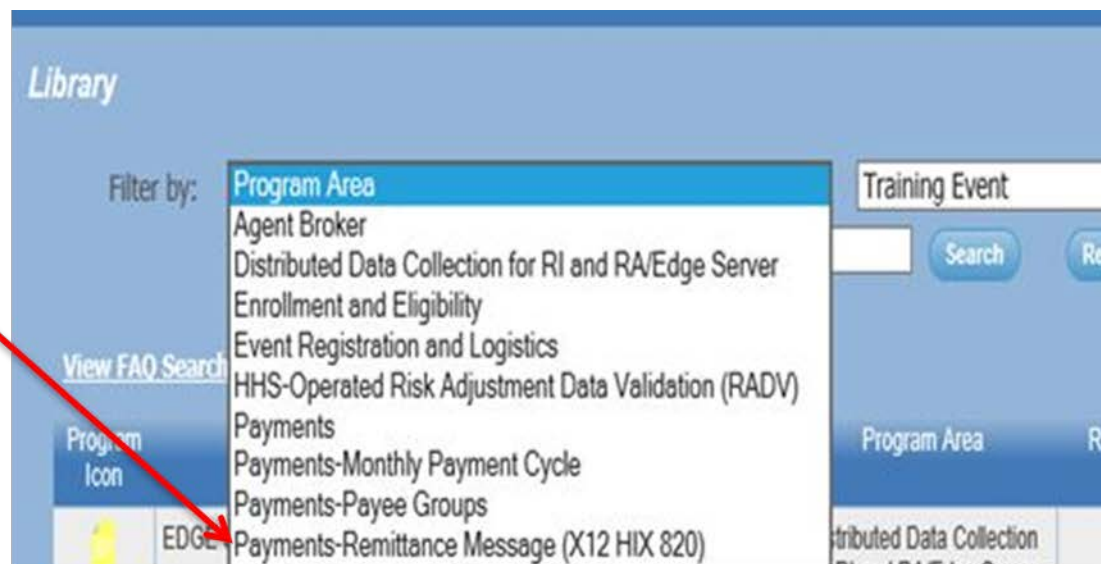 Library
Filter by:
Program Area
Training Event
Agent Broker
Distributed Data Collection for RI and RA/Edge Server
Search
Enrollment and Eligibility
Event Registration and Logistics
View FAQ Search
HHS-Operated Risk Adjustment Data Validation (RADV)
Program
Icon
Payments
Program Area
Payments-Monthly Payment Cycle
Payments-Payee Groups
EDGE
Payments-Remittance Message (X12 HIX 820)
Data Collection